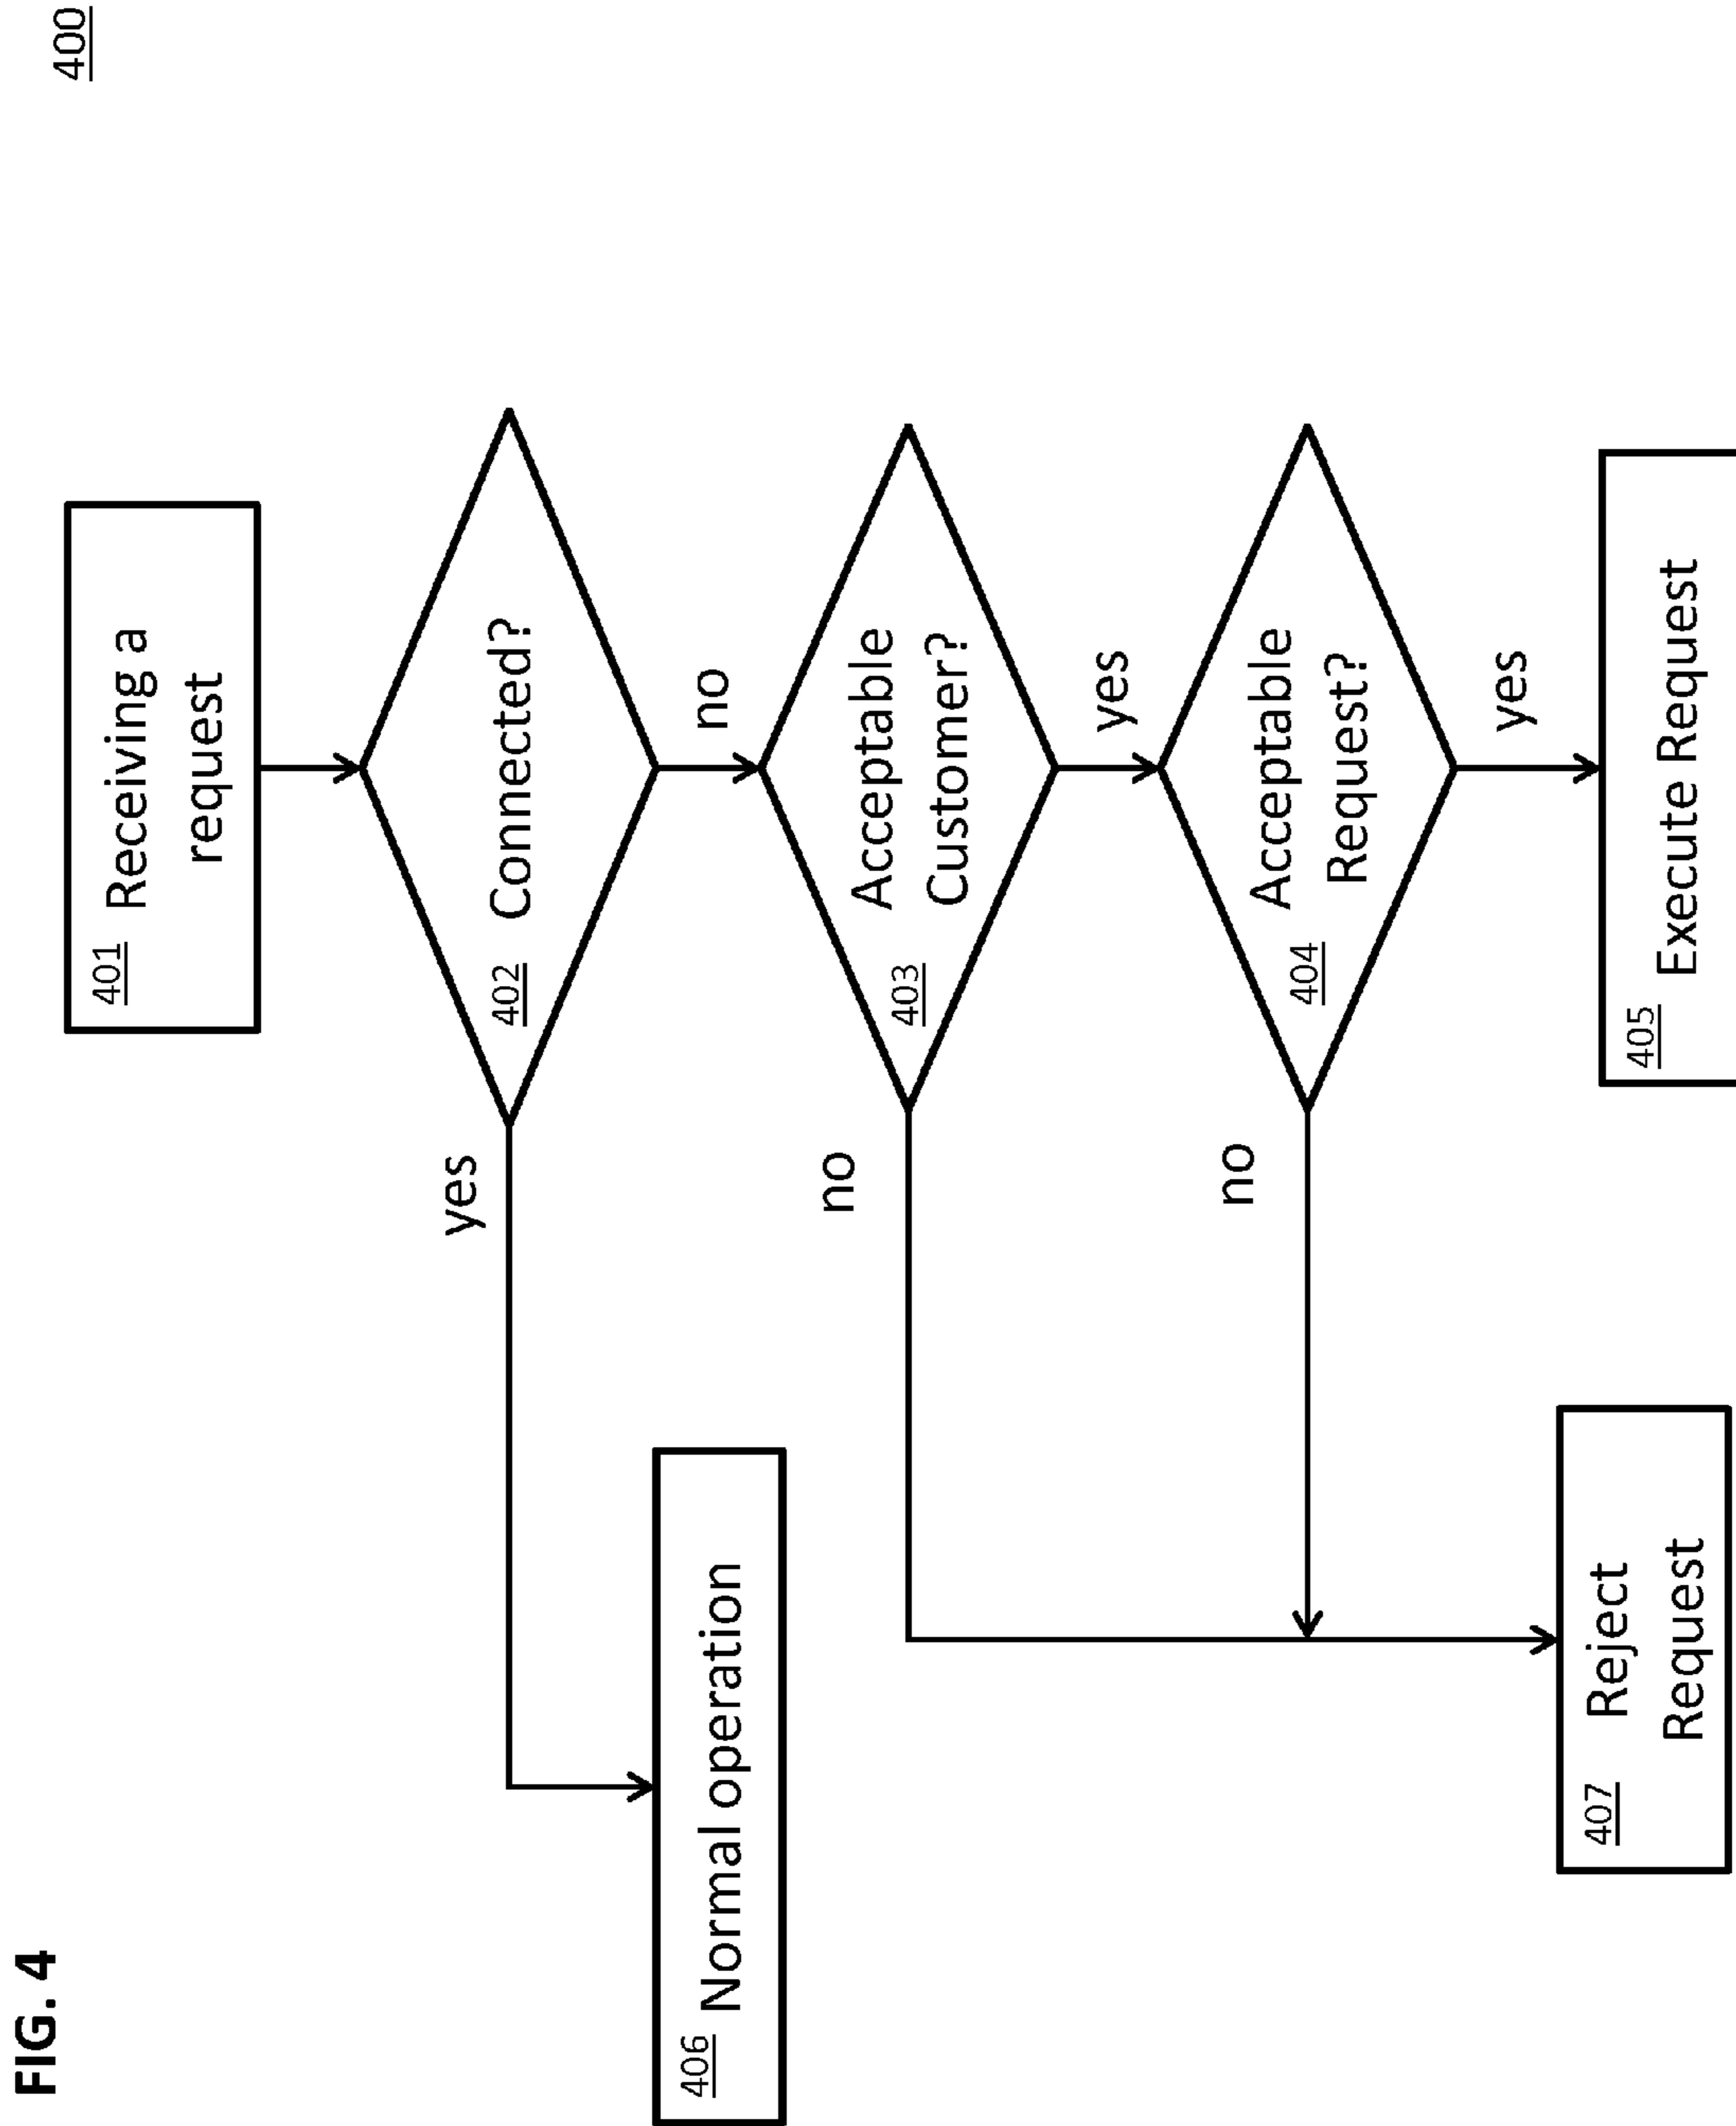 FIG. 4
400
401 Receiving a
request
402 Connected?
yes
no
406 Normal operation
403 Acceptable
Customer?
no
yes
404 Acceptable
Request?
no
yes
407 Reject
Request
405 Execute Request